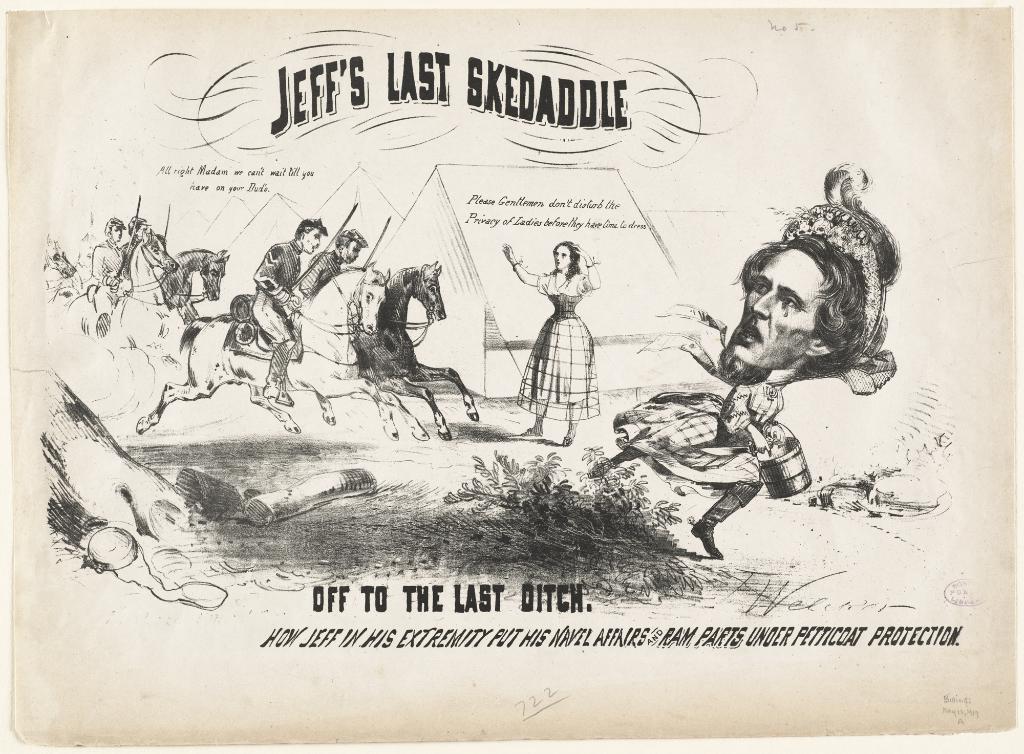 No 5.
JEFF'S LAST SKEDADDLE
All right Madam we can't wait till you
have on your Dud's.
Please Gentlemen don't disturb the
Privacy of Ladies before they have time to dress
OFF TO THE LAST DITCH.
HOW JEFF IN HIS EXTREMITY PUT HIS NAVEL AFFAIRS AND RAM PARTS UNDER PETTICOAT PROTECTION.
722